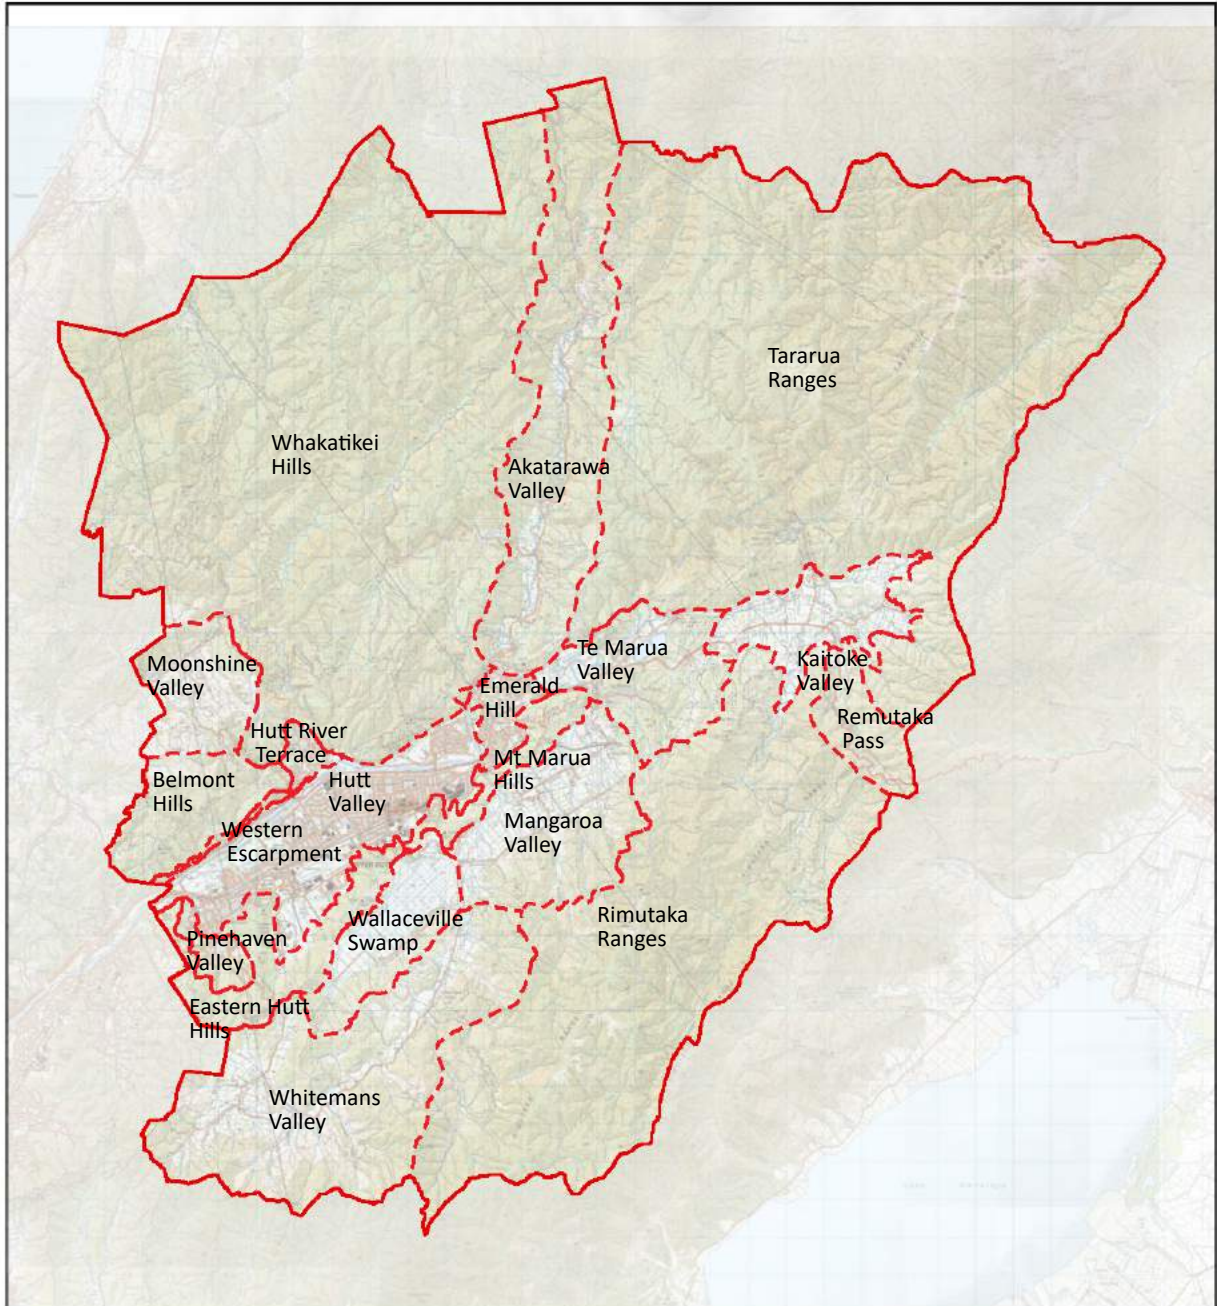 Tararua
Ranges
Whakatikei
Hills
Akatarawa
Valley
Te Marua
Valley
Kaitoke
Valley
Moonshine
Valley
Emerald
Hill
Remutaka
Pass
Hutt River
Terrace
Mt Marua
Hills
Belmont
Hills
Hutt
Valley
Mangaroa
Valley
Western
Escarpment
Wallaceville
Swamp
Rimutaka
Ranges
Pinehaven
Valley
Eastern Hutt
Hills
Whitemans
Valley